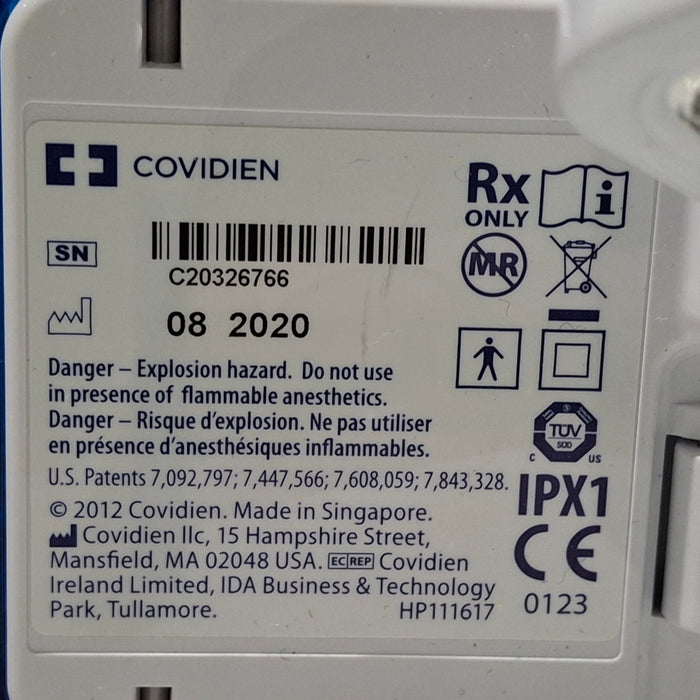 COVIDIEN
Rx
ONLY
SN
C20326766
MR
08 2020
Danger – Explosion hazard. Do not use
in presence of flammable anesthetics.
Danger – Risque d'explosion. Ne pas utiliser
en présence d'anesthésiques inflammables.
TÜV
SÜD
C US
U.S. Patents 7,092,797; 7,447,566; 7,608,059; 7,843,328.
IPX1
© 2012 Covidien. Made in Singapore.
Covidien llc, 15 Hampshire Street,
Mansfield, MA 02048 USA. EC REP Covidien
Ireland Limited, IDA Business & Technology
Park, Tullamore.
HP111617
CE
0123